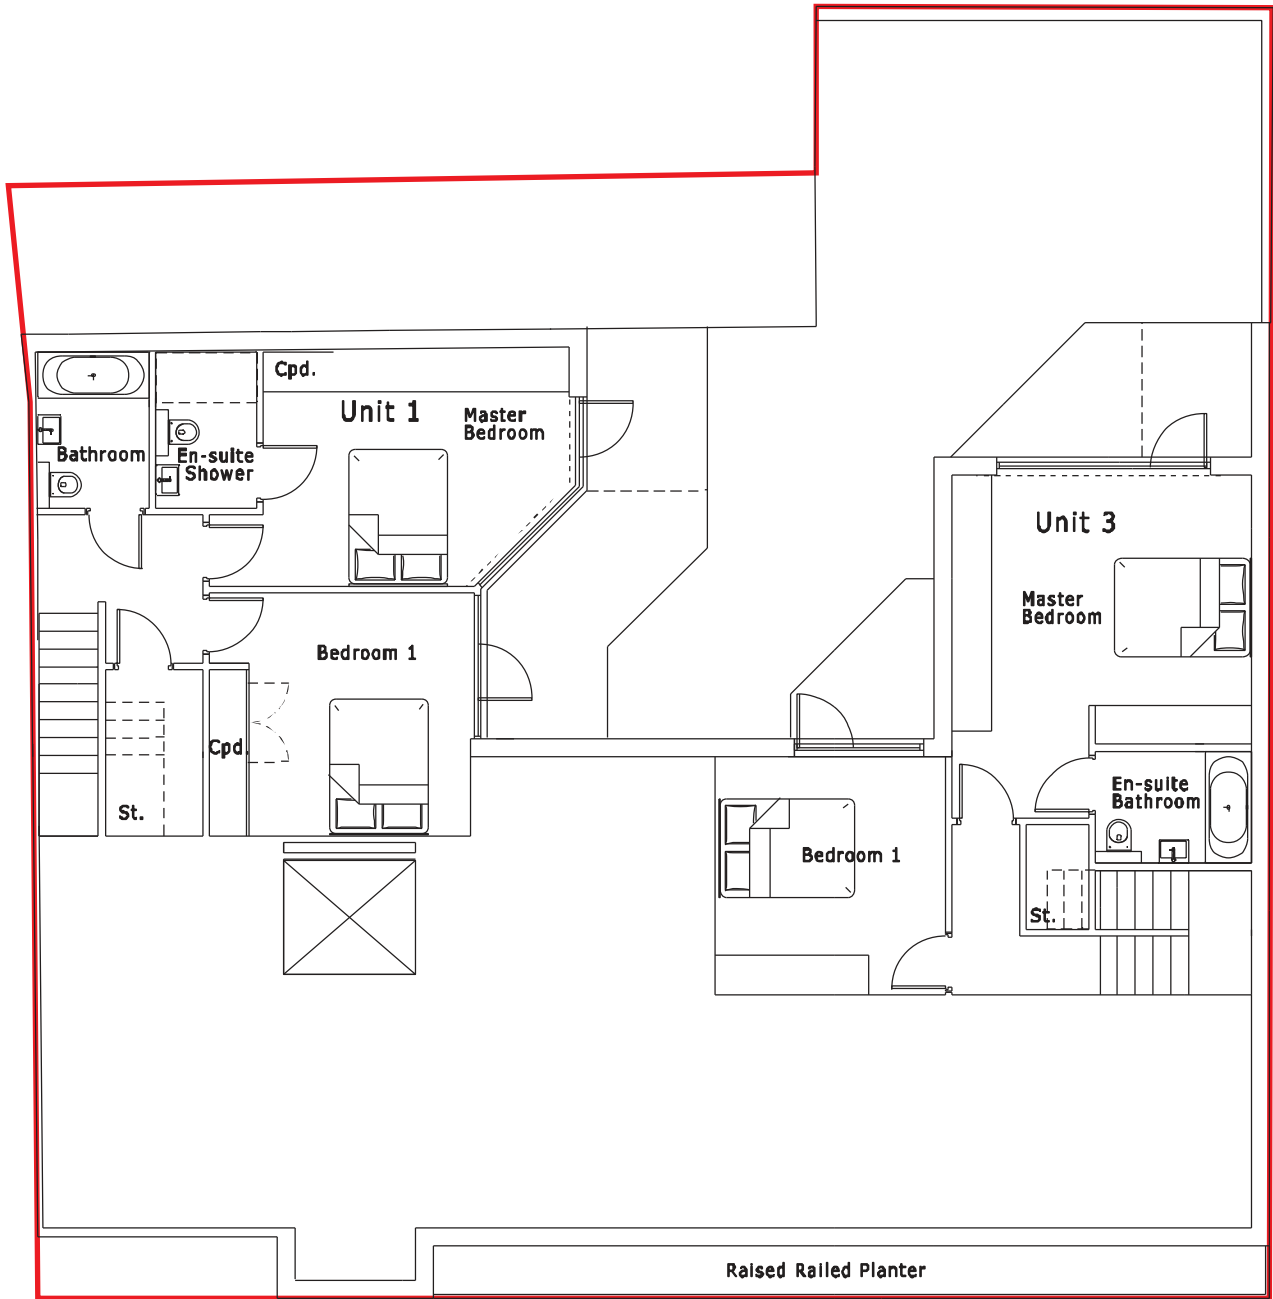 Cpd.
Unit 1
Master
Bedroom
Bathroom
En-suite
Shower
Bedroom 1
Cpd.
St.
Unit 3
Master
Bedroom
En-suite
Bathroom
Bedroom 1
St.
Raised Railed Planter